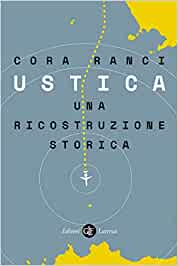 CORA RANCI
USTICA
UNA
RICOSTRUZIONE
STORICA
Editori Laterza